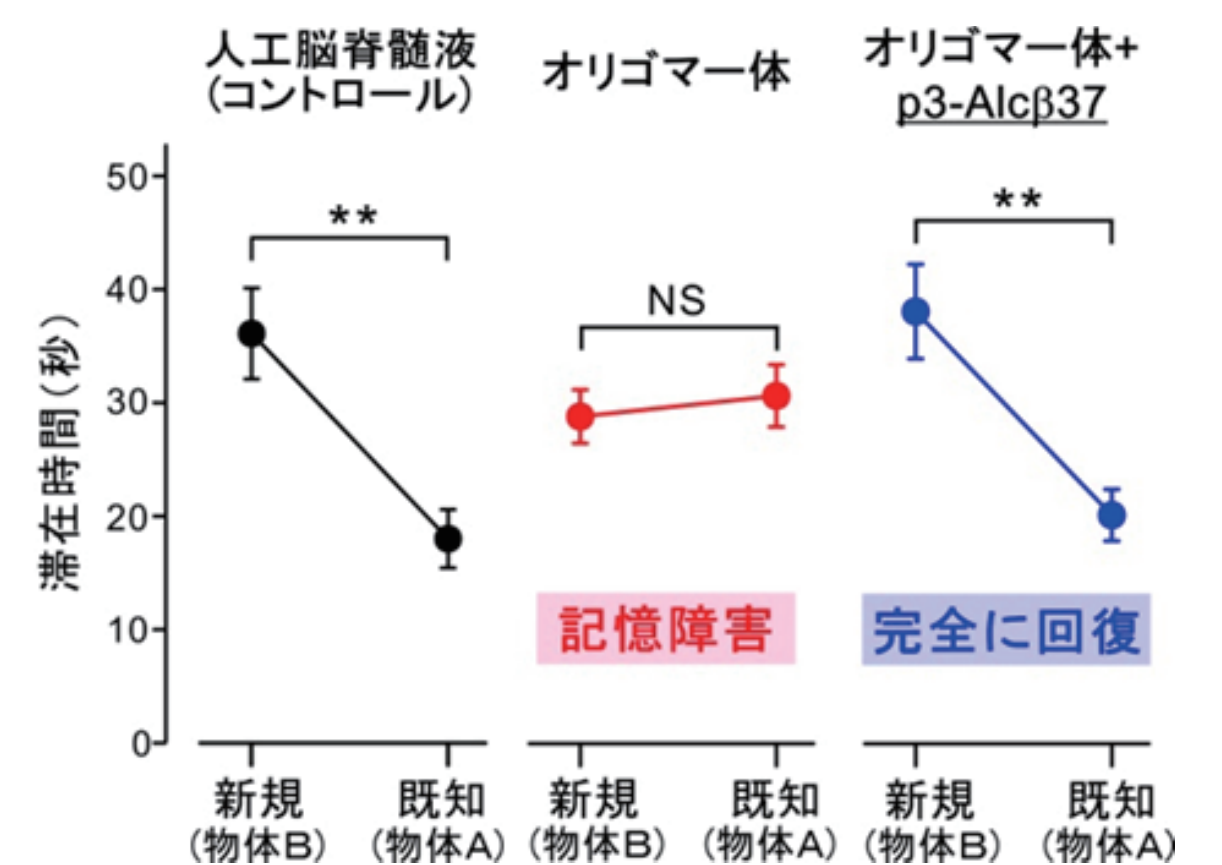 人工脳脊髄液
(コントロール)
オリゴマー体
オリゴマー体+
p3-Alcβ37
滞在時間(秒)
50
40
30
20
10
0
**
NS
**
記憶障害
完全に回復
新規
(物体B)
既知
(物体A)
新規
(物体B)
既知
(物体A)
新規
(物体B)
既知
(物体A)